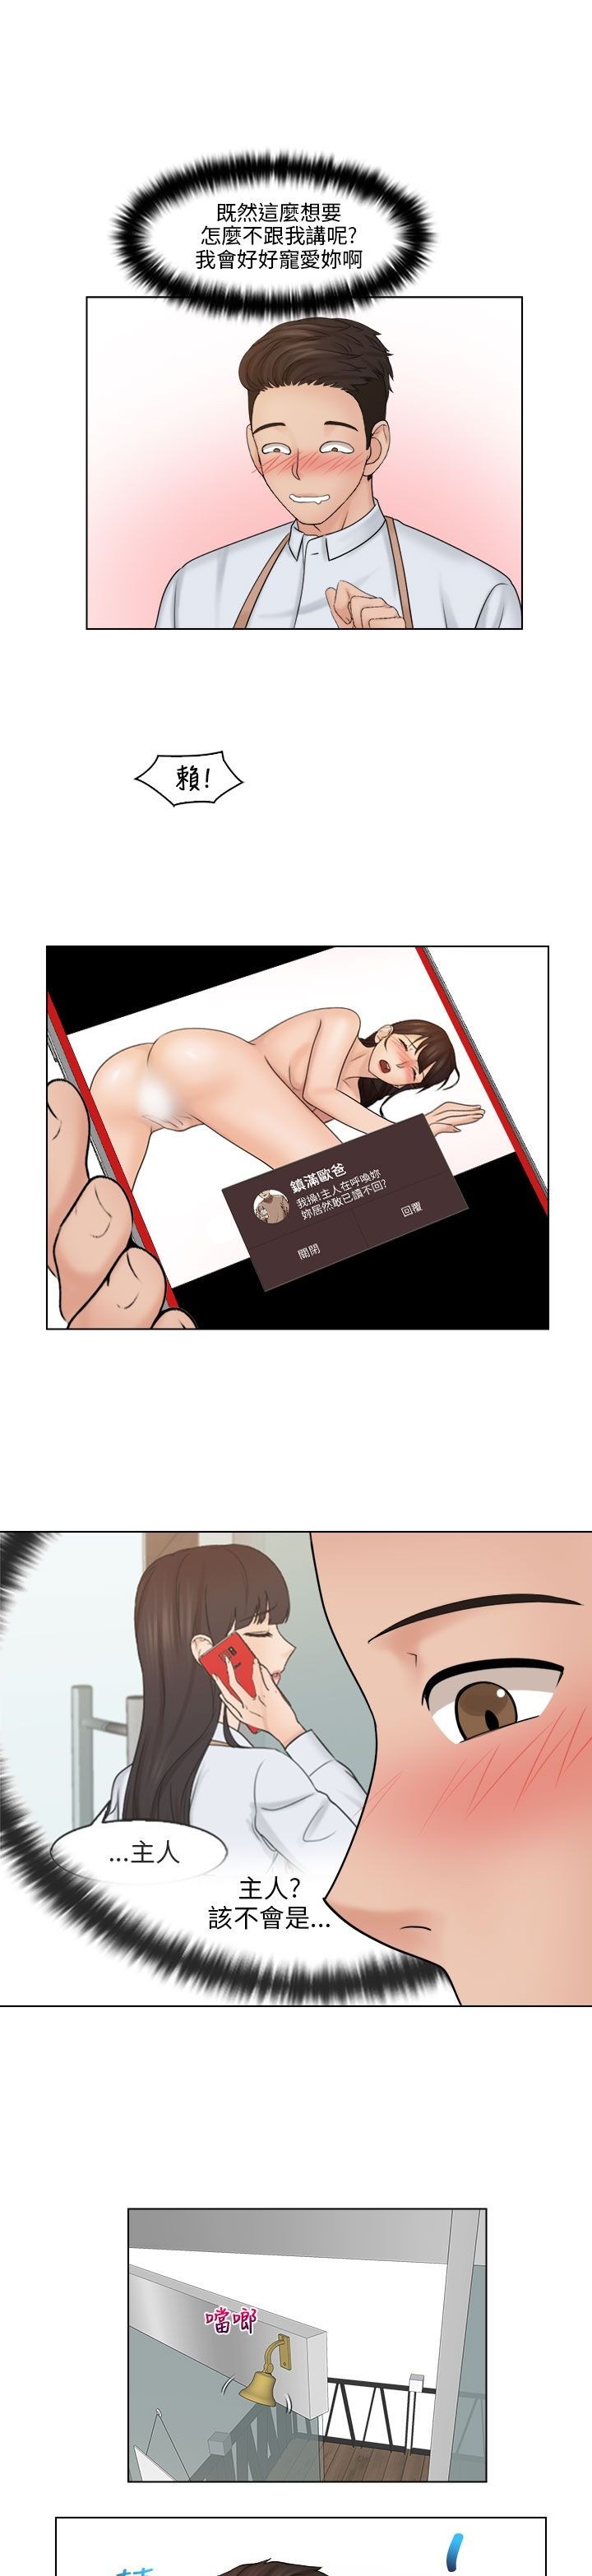 既然這麼想要
怎麼不跟我講呢?
我會好好寵愛妳啊
賴!
鎮滿歐爸
我操!主人在呼喚妳
妳居然敢已讀不回?
關閉
回覆
...主人
主人?
該不會是...
噹啷